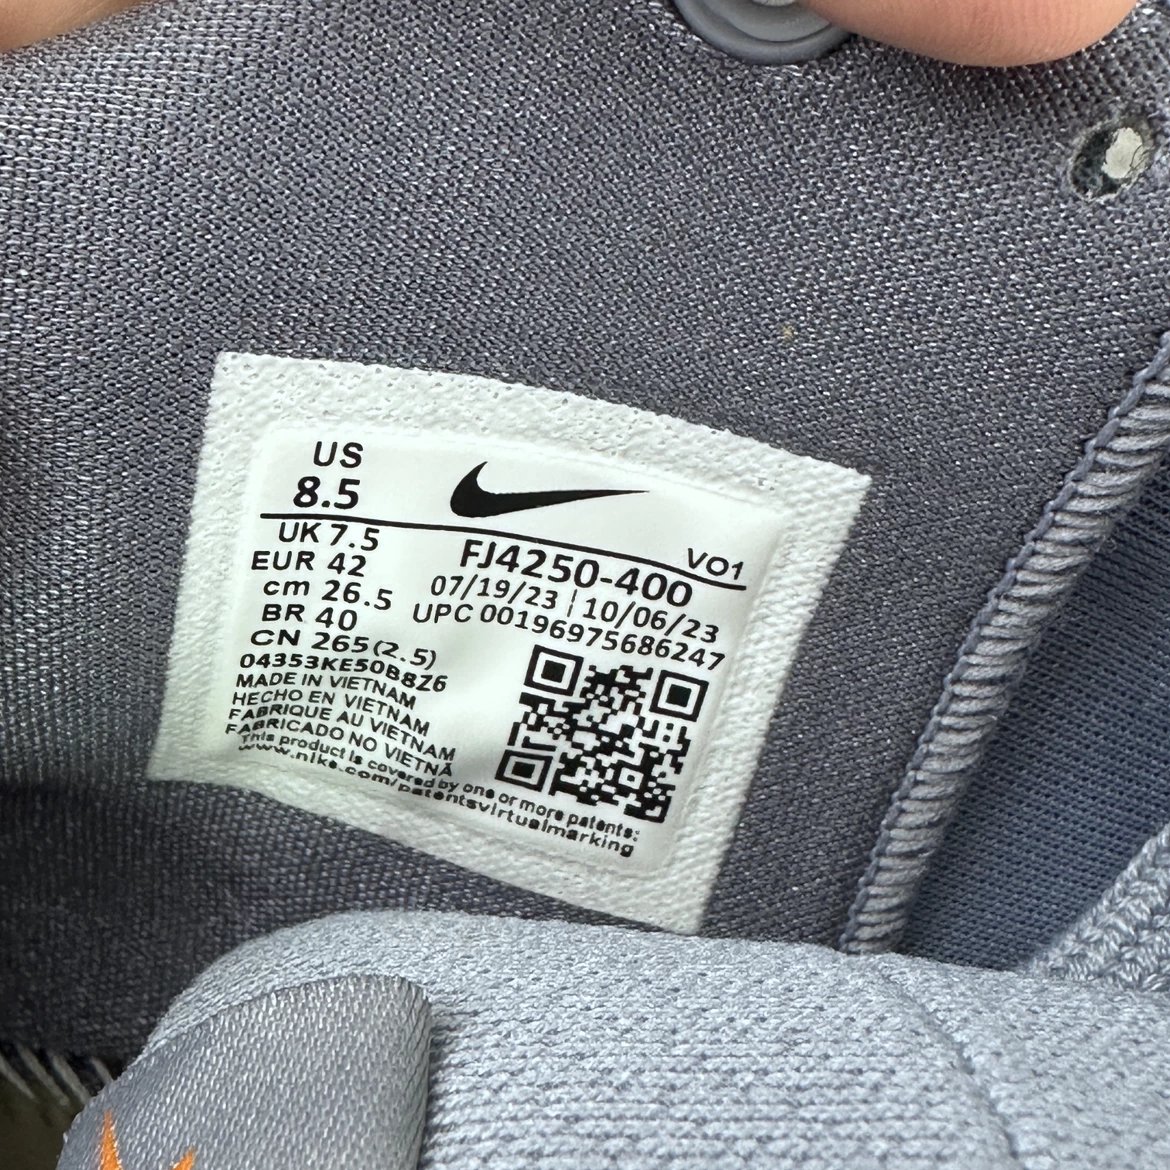 US
8.5
UK 7.5
EUR 42
cm 26.5
BR 40
CN 265(2.5)
04353KE50B8Z6
MADE IN VIETNAM
HECHO EN VIETNAM
FABRIQUE AU VIETNAM
FABRICADO NO VIETNÃ
This product is covered by one or more patents:
www.nike.com/patentsvirtualmarking
VO1
FJ4250-400
07/19/23 | 10/06/23
UPC 00196975686247